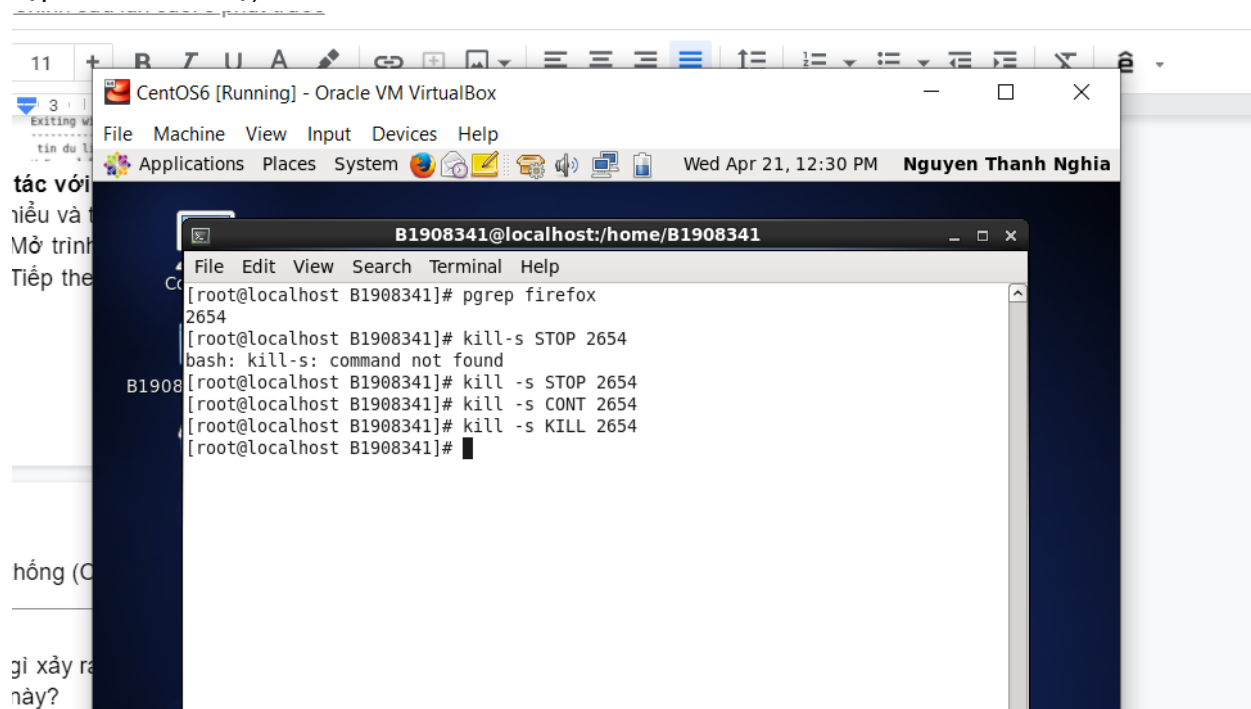 11 + B I U A
3
CentOS6 [Running] - Oracle VM VirtualBox
File Machine View Input Devices Help
Applications Places System Wed Apr 21, 12:30 PM Nguyen Thanh Nghia
Exiting
tin du
tác với
Mở trình
Tiếp the
B1908341@localhost:/home/B1908341
File Edit View Search Terminal Help
[root@localhost B1908341]# pgrep firefox
2654
[root@localhost B1908341]# kill-s STOP 2654
bash: kill-s: command not found
[root@localhost B1908341]# kill -s STOP 2654
[root@localhost B1908341]# kill -s CONT 2654
[root@localhost B1908341]# kill -s KILL 2654
[root@localhost B1908341]#
Co
B1908
hống (C
gì xảy ra
này?